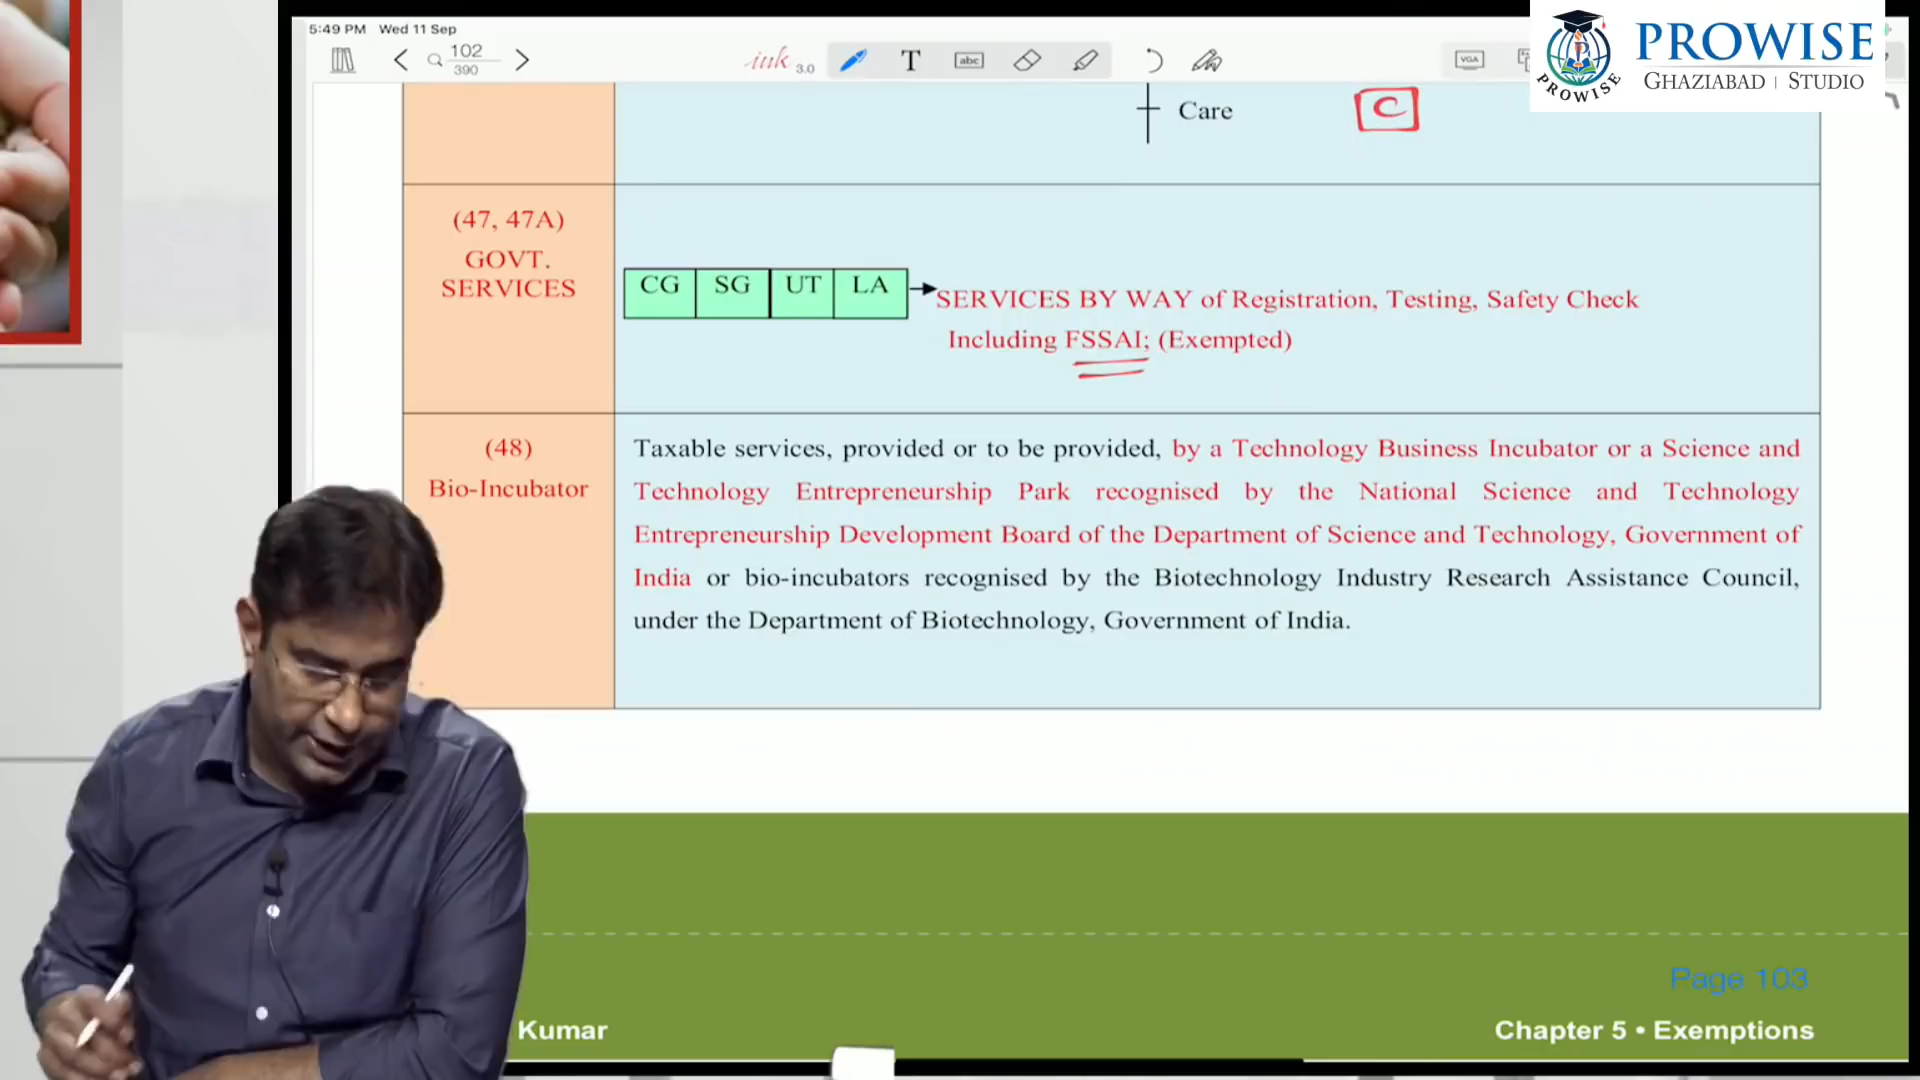 5:49 PM Wed 11 Sep
102
390
ink 3.0
T
abc
VGA
PROWISE
GHAZIABAD | STUDIO
PROWISE
Care
C
(47, 47A)
GOVT.
SERVICES
CG SG UT LA
SERVICES BY WAY of Registration, Testing, Safety Check
Including FSSAI; (Exempted)
(48)
Bio-Incubator
Taxable services, provided or to be provided, by a Technology Business Incubator or a Science and
Technology Entrepreneurship Park recognised by the National Science and Technology
Entrepreneurship Development Board of the Department of Science and Technology, Government of
India or bio-incubators recognised by the Biotechnology Industry Research Assistance Council,
under the Department of Biotechnology, Government of India.
Page 103
Kumar
Chapter 5 • Exemptions